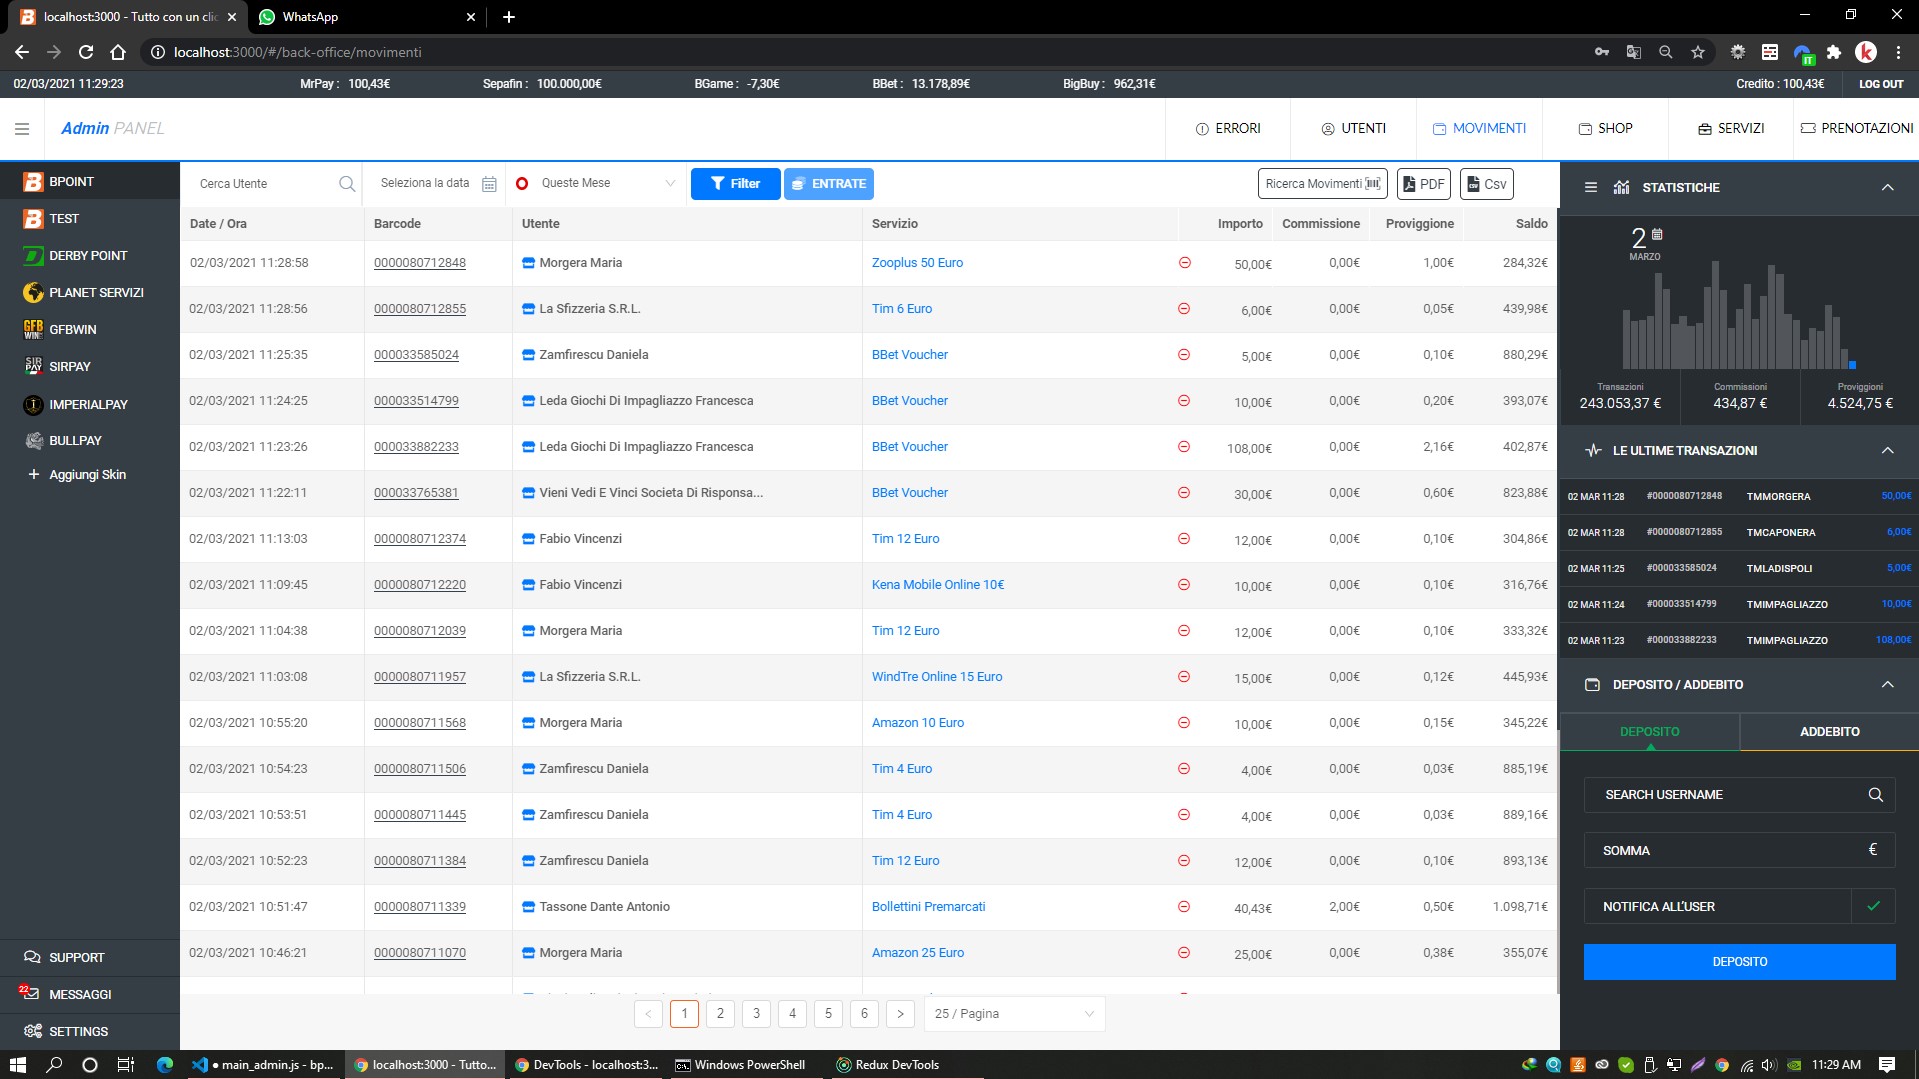 localhost:3000 - Tutto con un clic
WhatsApp
localhost:3000/#/back-office/movimenti
02/03/2021 11:29:23 MrPay : 100,43€ Sepafin : 100.000,00€ BGame : -7,30€ BBet : 13.178,89€ BigBuy : 962,31€ Credito : 100,43€ LOG OUT
Admin PANEL ERRORI UTENTI MOVIMENTI SHOP SERVIZI PRENOTAZIONI
BPOINT
TEST
DERBY POINT
PLANET SERVIZI
GFBWIN
SIRPAY
IMPERIALPAY
BULLPAY
+ Aggiungi Skin
SUPPORT
22 MESSAGGI
SETTINGS
Cerca Utente Seleziona la data Queste Mese Filter ENTRATE Ricerca Movimenti PDF Csv
Date / Ora Barcode Utente Servizio Importo Commissione Proviggione Saldo
02/03/2021 11:28:58 0000080712848 Morgera Maria Zooplus 50 Euro 50,00€ 0,00€ 1,00€ 284,32€
02/03/2021 11:28:56 0000080712855 La Sfizzeria S.R.L. Tim 6 Euro 6,00€ 0,00€ 0,05€ 439,98€
02/03/2021 11:25:35 000033585024 Zamfirescu Daniela BBet Voucher 5,00€ 0,00€ 0,10€ 880,29€
02/03/2021 11:24:25 000033514799 Leda Giochi Di Impagliazzo Francesca BBet Voucher 10,00€ 0,00€ 0,20€ 393,07€
02/03/2021 11:23:26 000033882233 Leda Giochi Di Impagliazzo Francesca BBet Voucher 108,00€ 0,00€ 2,16€ 402,87€
02/03/2021 11:22:11 000033765381 Vieni Vedi E Vinci Societa Di Risponsa... BBet Voucher 30,00€ 0,00€ 0,60€ 823,88€
02/03/2021 11:13:03 0000080712374 Fabio Vincenzi Tim 12 Euro 12,00€ 0,00€ 0,10€ 304,86€
02/03/2021 11:09:45 0000080712220 Fabio Vincenzi Kena Mobile Online 10€ 10,00€ 0,00€ 0,10€ 316,76€
02/03/2021 11:04:38 0000080712039 Morgera Maria Tim 12 Euro 12,00€ 0,00€ 0,10€ 333,32€
02/03/2021 11:03:08 0000080711957 La Sfizzeria S.R.L. WindTre Online 15 Euro 15,00€ 0,00€ 0,12€ 445,93€
02/03/2021 10:55:20 0000080711568 Morgera Maria Amazon 10 Euro 10,00€ 0,00€ 0,15€ 345,22€
02/03/2021 10:54:23 0000080711506 Zamfirescu Daniela Tim 4 Euro 4,00€ 0,00€ 0,03€ 885,19€
02/03/2021 10:53:51 0000080711445 Zamfirescu Daniela Tim 4 Euro 4,00€ 0,00€ 0,03€ 889,16€
02/03/2021 10:52:23 0000080711384 Zamfirescu Daniela Tim 12 Euro 12,00€ 0,00€ 0,10€ 893,13€
02/03/2021 10:51:47 0000080711339 Tassone Dante Antonio Bollettini Premarcati 40,43€ 2,00€ 0,50€ 1.098,71€
02/03/2021 10:46:21 0000080711070 Morgera Maria Amazon 25 Euro 25,00€ 0,00€ 0,38€ 355,07€
< 1 2 3 4 5 6 > 25 / Pagina
STATISTICHE
2
MARZO
Transazioni Commissioni Proviggioni
243.053,37 € 434,87 € 4.524,75 €
LE ULTIME TRANSAZIONI
02 MAR 11:28 #0000080712848 TMMORGERA 50,00€
02 MAR 11:28 #0000080712855 TMCAPONERA 6,00€
02 MAR 11:25 #000033585024 TMLADISPOLI 5,00€
02 MAR 11:24 #000033514799 TMIMPAGLIAZZO 10,00€
02 MAR 11:23 #000033882233 TMIMPAGLIAZZO 108,00€
DEPOSITO / ADDEBITO
DEPOSITO ADDEBITO
SEARCH USERNAME
SOMMA €
NOTIFICA ALL'USER
DEPOSITO
● main_admin.js - bp... localhost:3000 - Tutto... DevTools - localhost:3... Windows PowerShell Redux DevTools 11:29 AM